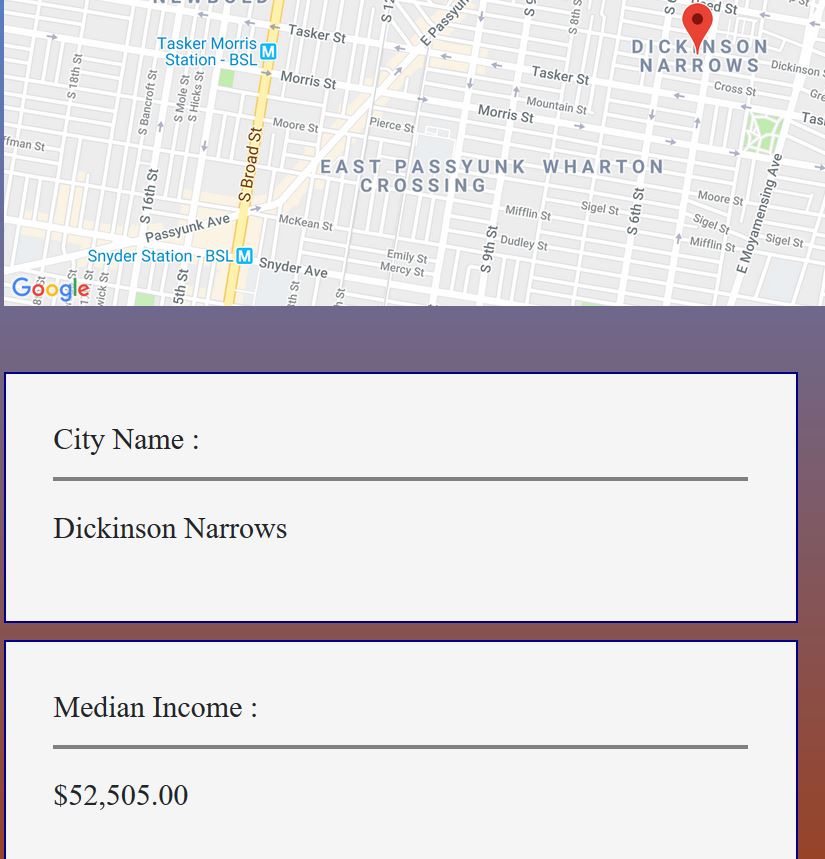 NEWBOLD
Tasker Morris
Station - BSL
M
Tasker St
E Passyunk
S 8th St
DICKINSON
NARROWS
Dickinson S
S 18th St
S Bancroft St
S Mole St
S Hicks St
Morris St
Tasker St
Cross St
Mountain St
Morris St
Moore St
Pierce St
S Broad St
EAST PASSYUNK
CROSSING
WHARTON
ffman St
S 16th St
Passyunk Ave
McKean St
Mifflin St
Sigel St
S 6th St
Moore St
Sigel St
Mifflin St
Sigel St
E Moyamensing Ave
Dudley St
S 9th St
Snyder Station - BSL
M
Snyder Ave
Emily St
Mercy St
5th St
8th St
Google
City Name :
Dickinson Narrows
Median Income :
$52,505.00